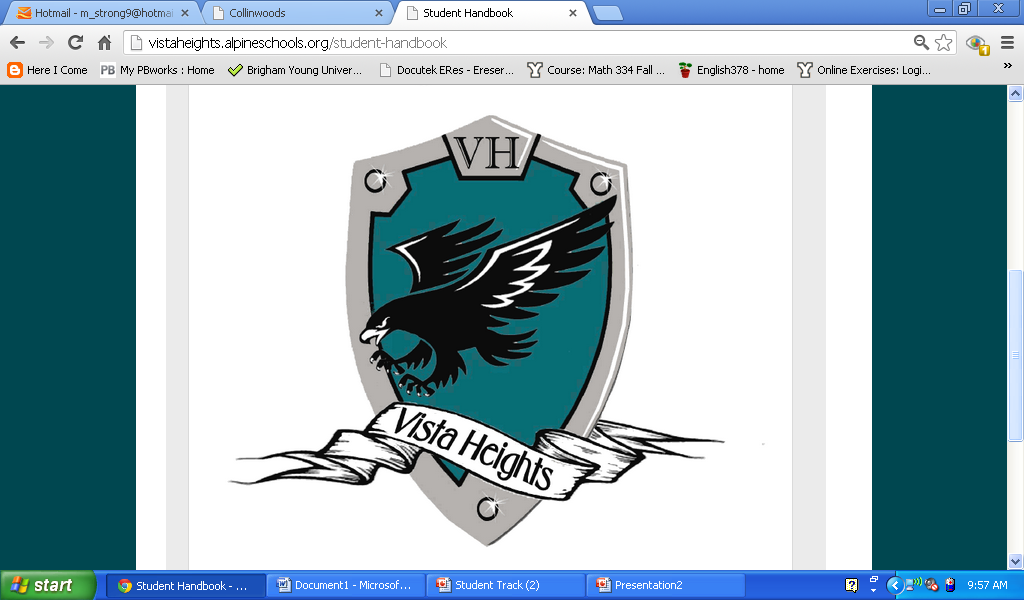 Hotmail - m_strong9@hotmai
Collinwoods
Student Handbook
vistaheights.alpineschools.org/student-handbook
Here I Come
My PBworks : Home
Brigham Young Univer...
Docutek ERes - Ereser...
Course: Math 334 Fall ...
English378 - home
Online Exercises: Logi...
VH
Vista Heights
start
Student Handbook - ...
Document1 - Microsof...
Student Track (2)
Presentation2
9:57 AM